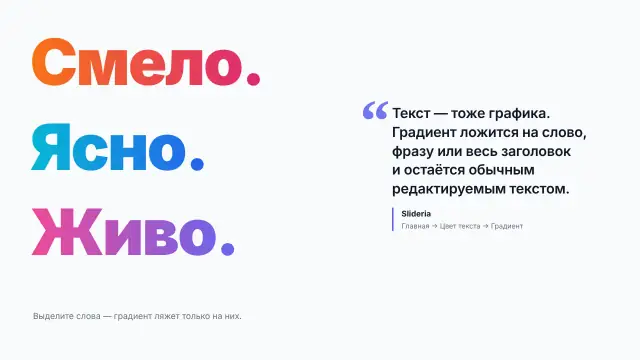 Смело.
Ясно.
Живо.
Выделите слова — градиент ляжет только на них.
“
Текст — тоже графика.
Градиент ложится на слово,
фразу или весь заголовок
и остаётся обычным
редактируемым текстом.
Slideria
Главная → Цвет текста → Градиент